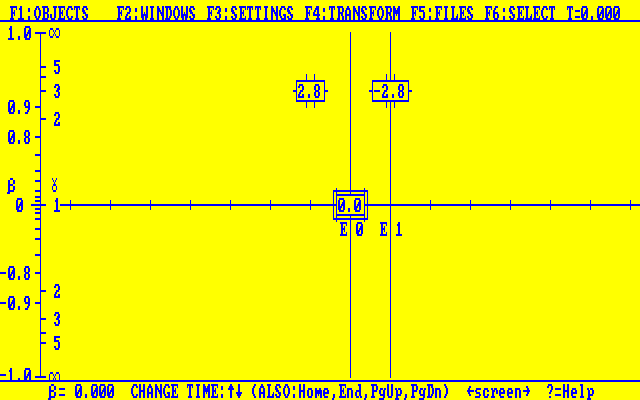 F1:OBJECTS F2:WINDOWS F3:SETTINGS F4:TRANSFORM F5:FILES F6:SELECT T=0.000
1.0 ∞
5
2.8 3 -2.8
0.9
2
0.8
β γ
0 1 0.0
E 0 E 1
-0.8
2
-0.9
3
5
-1.0 ∞
β= 0.000 CHANGE TIME:↑↓ (ALSO:Home,End,PgUp,PgDn) ←screen→ ?=Help